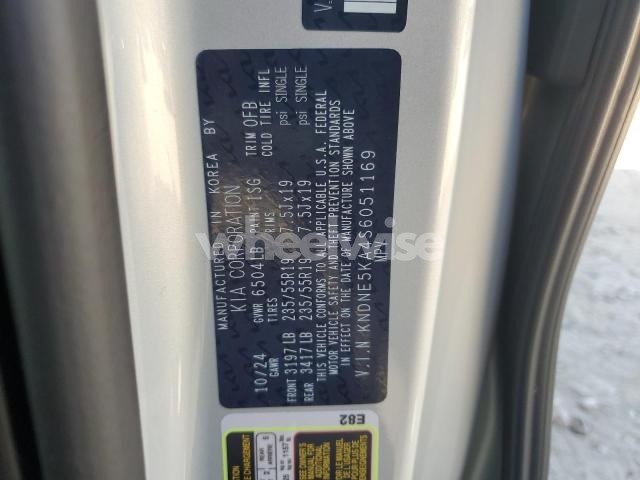 MANUFACTURED IN KOREA BY
KIA CORPORATION
10/24 GVWR 6504LB PAINT ISG TRIM OFB
GAWR TIRES RIMS COLD TIRE INFL
FRONT 3197LB 235/55R19 7.5Jx19 psi SINGLE
REAR 3417LB 235/55R19 7.5Jx19 psi SINGLE
THIS VEHICLE CONFORMS TO ALL APPLICABLE U.S.A. FEDERAL
MOTOR VEHICLE SAFETY AND THEFT PREVENTION STANDARDS
IN EFFECT ON THE DATE OF MANUFACTURE SHOWN ABOVE
MPV
V.I.N KNDNE5KA4S6051169
wheelwise
E82